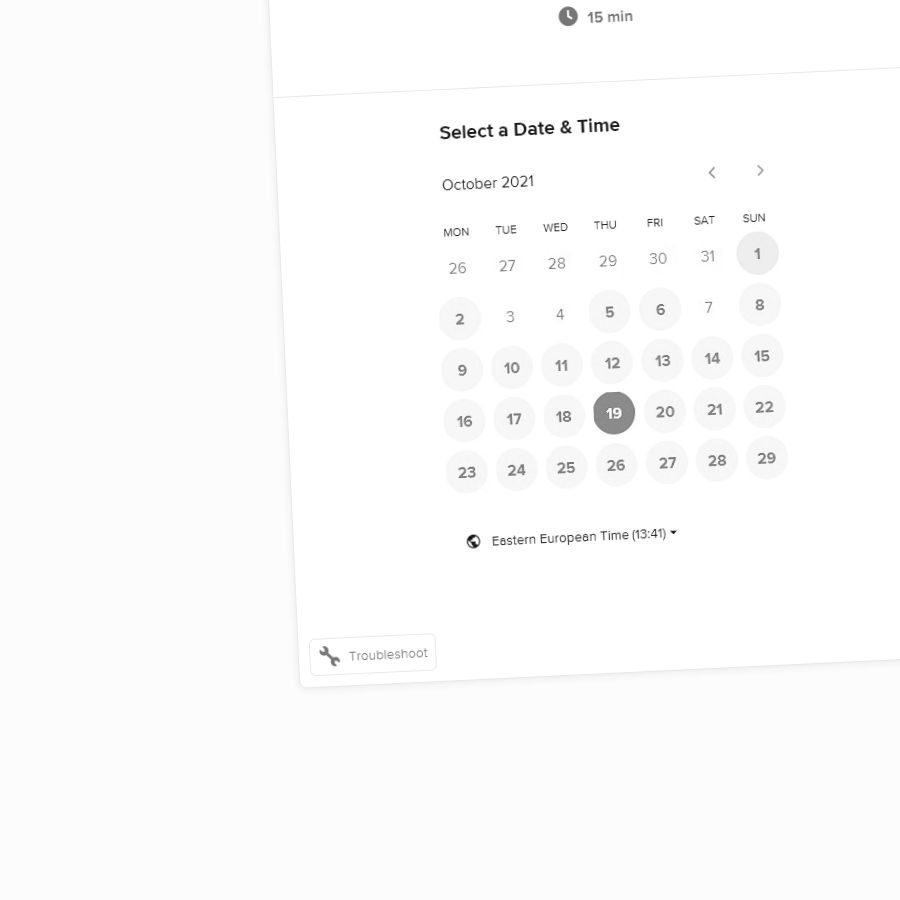 15 min
Select a Date & Time
October 2021
MON TUE WED THU FRI SAT SUN
26 27 28 29 30 31 1
2 3 4 5 6 7 8
9 10 11 12 13 14 15
16 17 18 19 20 21 22
23 24 25 26 27 28 29
Eastern European Time (13:41)
Troubleshoot